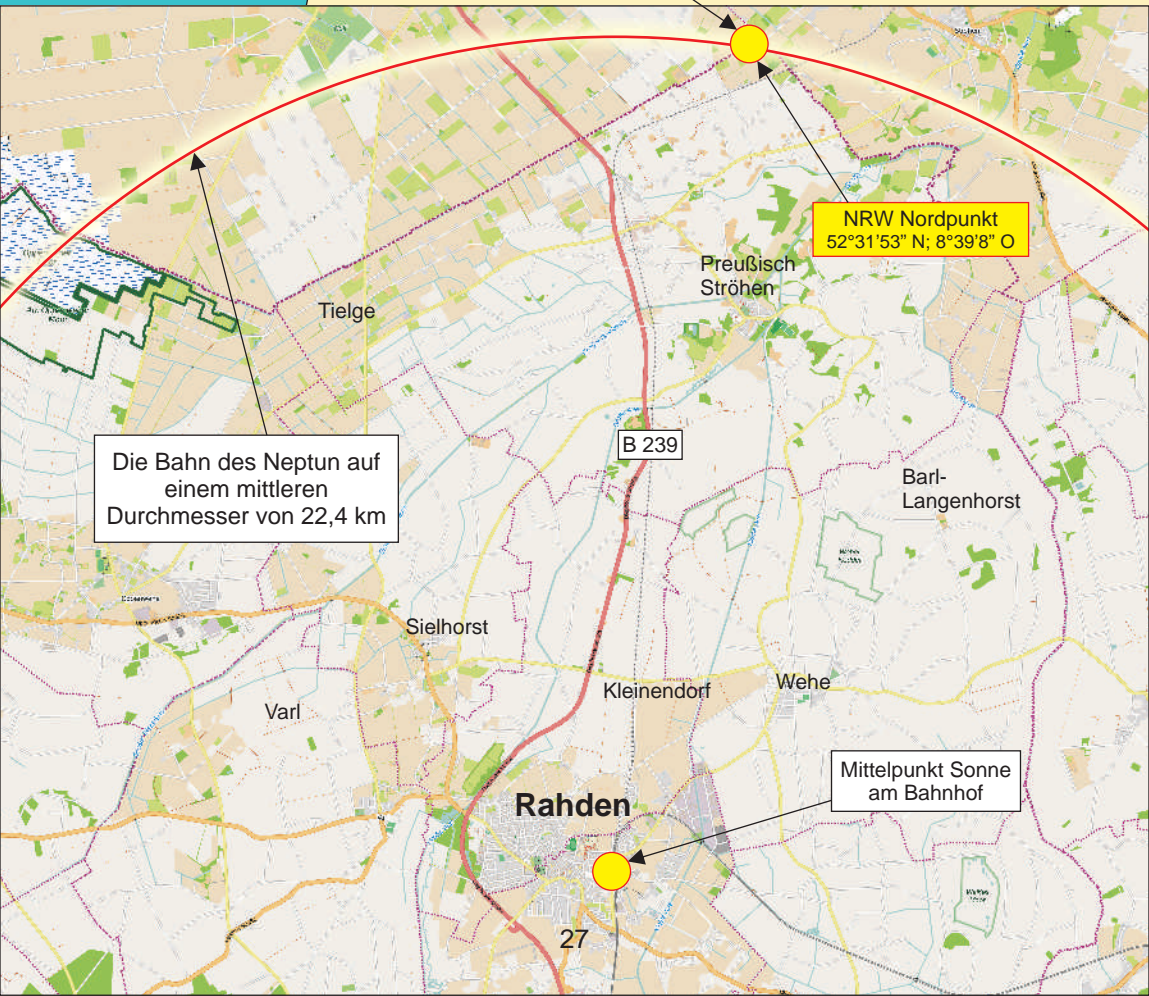 NRW Nordpunkt
52°31'53” N; 8°39'8” O
Preußisch
Ströhen
Tielge
B 239
Die Bahn des Neptun auf
einem mittleren
Durchmesser von 22,4 km
Barl-
Langenhorst
Sielhorst
Kleinendorf
Wehe
Varl
Mittelpunkt Sonne
am Bahnhof
Rahden
27